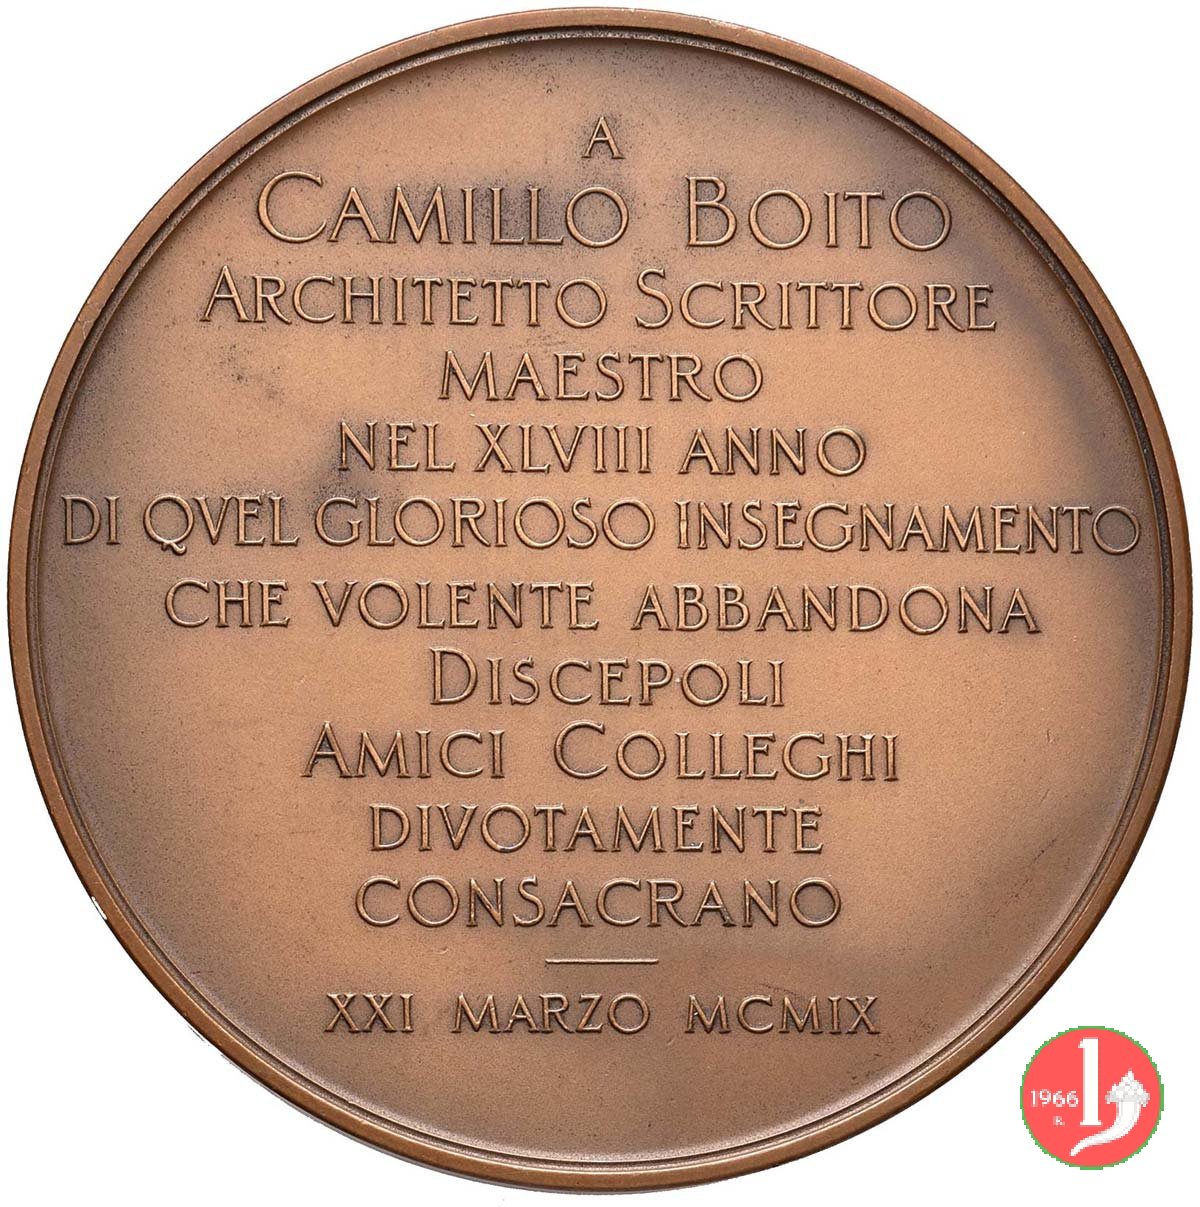 A
CAMILLO BOITO
ARCHITETTO SCRITTORE
MAESTRO
NEL XLVIII ANNO
DI QVEL GLORIOSO INSEGNAMENTO
CHE VOLENTE ABBANDONA
DISCEPOLI
AMICI COLLEGHI
DIVOTAMENTE
CONSACRANO
XXI MARZO MCMIX
1966 1
R.